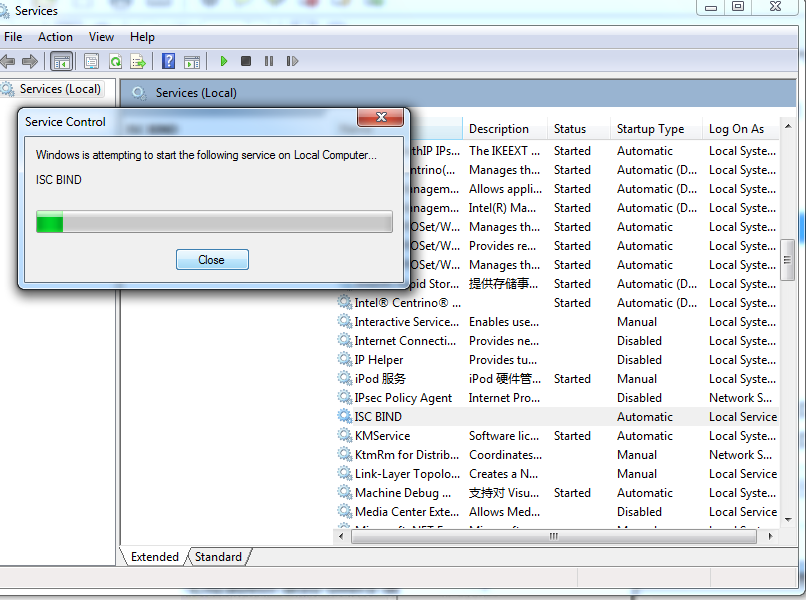 Services
File Action View Help
Services (Local)
Services (Local)
Service Control
Windows is attempting to start the following service on Local Computer...
ISC BIND
Close
Description Status Startup Type Log On As
thIP IPs... The IKEEXT ... Started Automatic Local Syste...
ntrino(... Manages th... Started Automatic (D... Local Syste...
nagem... Allows appli... Started Automatic (D... Local Syste...
nagem... Intel(R) Ma... Started Automatic (D... Local Syste...
OSet/W... Manages th... Started Automatic Local Syste...
OSet/W... Provides re... Started Automatic Local Syste...
OSet/W... Manages th... Started Automatic Local Syste...
pid Stor... 提供存储事... Started Automatic (D... Local Syste...
Intel® Centrino® ... Started Automatic (D... Local Syste...
Interactive Service... Enables use... Manual Local Syste...
Internet Connecti... Provides ne... Disabled Local Syste...
IP Helper Provides tu... Disabled Local Syste...
iPod 服务 iPod 硬件管... Started Manual Local Syste...
IPsec Policy Agent Internet Pro... Disabled Network S...
ISC BIND Automatic Local Service
KMService Software lic... Started Automatic Local Syste...
KtmRm for Distrib... Coordinates... Manual Network S...
Link-Layer Topolo... Creates a N... Manual Local Service
Machine Debug ... 支持对 Visu... Started Automatic Local Syste...
Media Center Exte... Allows Med... Disabled Local Service
Extended Standard